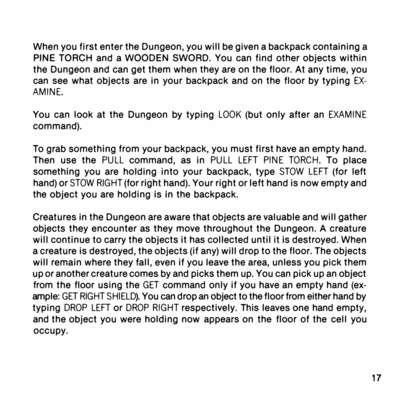 When you first enter the Dungeon, you will be given a backpack containing a
PINE TORCH and a WOODEN SWORD. You can find other objects within
the Dungeon and can get them when they are on the floor. At any time, you
can see what objects are in your backpack and on the floor by typing EX-
AMINE.
You can look at the Dungeon by typing LOOK (but only after an EXAMINE
command).
To grab something from your backpack, you must first have an empty hand.
Then use the PULL command, as in PULL LEFT PINE TORCH. To place
something you are holding into your backpack, type STOW LEFT (for left
hand) or STOW RIGHT (for right hand). Your right or left hand is now empty and
the object you are holding is in the backpack.
Creatures in the Dungeon are aware that objects are valuable and will gather
objects they encounter as they move throughout the Dungeon. A creature
will continue to carry the objects it has collected until it is destroyed. When
a creature is destroyed, the objects (if any) will drop to the floor. The objects
will remain where they fall, even if you leave the area, unless you pick them
up or another creature comes by and picks them up. You can pick up an object
from the floor using the GET command only if you have an empty hand (ex-
ample: GET RIGHT SHIELD). You can drop an object to the floor from either hand by
typing DROP LEFT or DROP RIGHT respectively. This leaves one hand empty,
and the object you were holding now appears on the floor of the cell you
occupy.
17